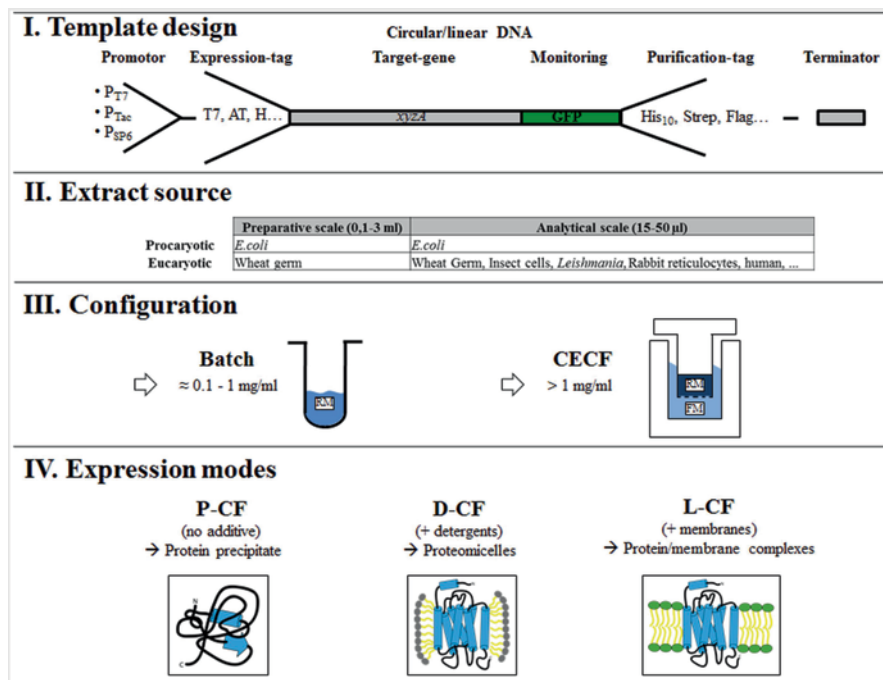 I. Template design
Circular/linear DNA
Promotor Expression-tag Target-gene Monitoring Purification-tag Terminator
• P_T7
• P_Tac
• P_SP6
T7, AT, H… xyzA GFP His10, Strep, Flag…
II. Extract source
Preparative scale (0,1-3 ml) Analytical scale (15-50 µl)
Procaryotic E.coli E.coli
Eucaryotic Wheat germ Wheat Germ, Insect cells, Leishmania, Rabbit reticulocytes, human, ...
III. Configuration
Batch CECF
≈ 0.1 - 1 mg/ml > 1 mg/ml
RM RM
FM
IV. Expression modes
P-CF D-CF L-CF
(no additive) (+ detergents) (+ membranes)
→ Protein precipitate → Proteomicelles → Protein/membrane complexes
N
C